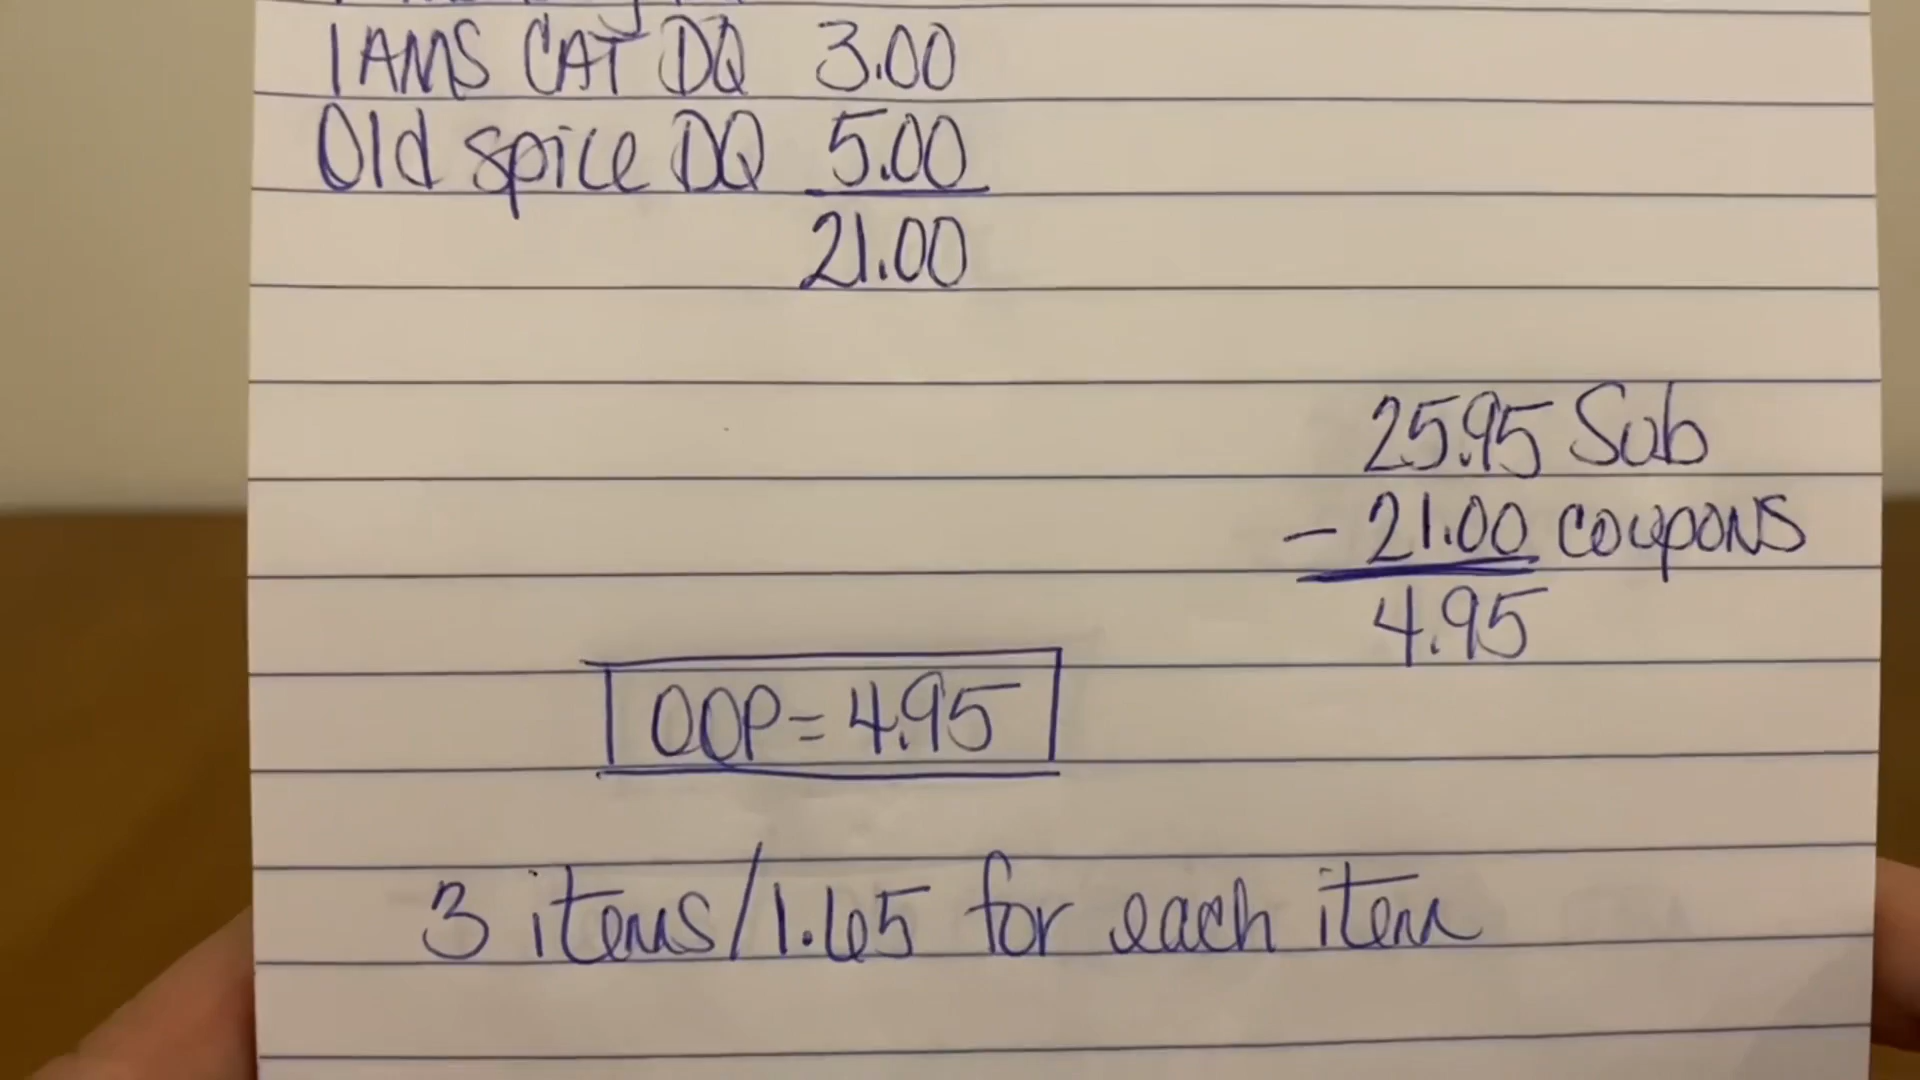 IAMS CAT DQ 3.00
Old spice DQ 5.00
21.00
25.95 Sub
- 21.00 coupons
4.95
OOP = 4.95
3 items/1.65 for each item